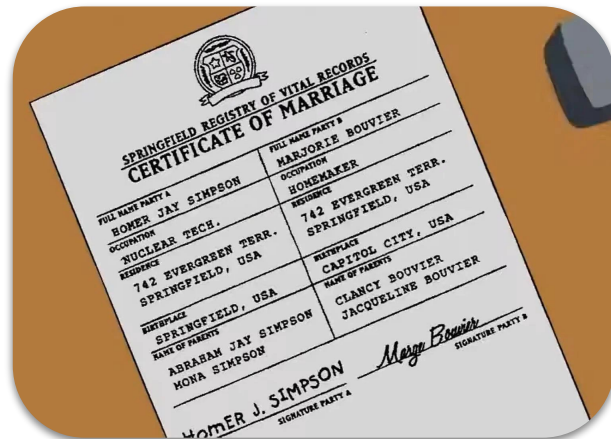 SPRINGFIELD REGISTRY OF VITAL RECORDS
CERTIFICATE OF MARRIAGE
FULL NAME PARTY A
HOMER JAY SIMPSON
OCCUPATION
NUCLEAR TECH.
RESIDENCE
742 EVERGREEN TERR.
SPRINGFIELD, USA
BIRTHPLACE
SPRINGFIELD, USA
NAME OF PARENTS
ABRAHAM JAY SIMPSON
MONA SIMPSON
HOMER J. SIMPSON
SIGNATURE PARTY A
FULL NAME PARTY B
MARJORIE BOUVIER
OCCUPATION
HOMEMAKER
RESIDENCE
742 EVERGREEN TERR.
SPRINGFIELD, USA
BIRTHPLACE
CAPITOL CITY, USA
NAME OF PARENTS
CLANCY BOUVIER
JACQUELINE BOUVIER
Marge Bouvier
SIGNATURE PARTY B